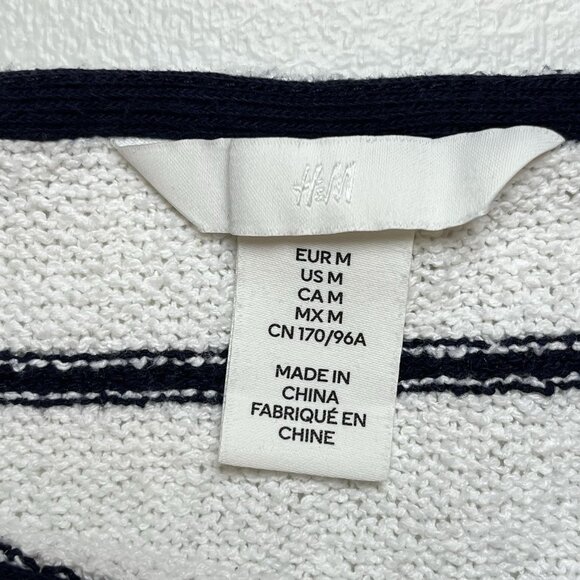 H&M
EUR M
US M
CA M
MX M
CN 170/96A
MADE IN
CHINA
FABRIQUÉ EN
CHINE